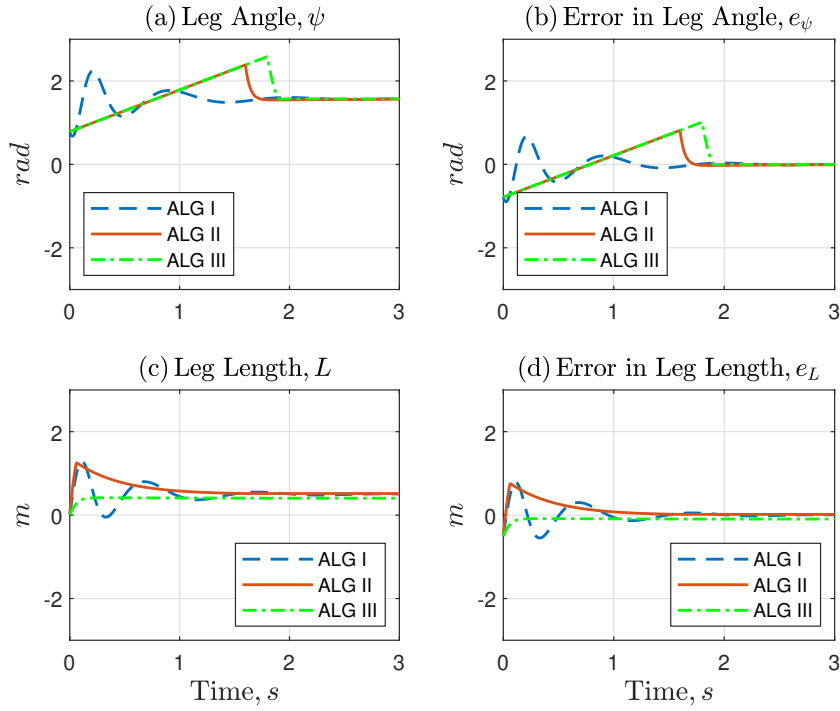 (a) Leg Angle, ψ
2
0
-2
rad
ALG I
ALG II
ALG III
0 1 2 3
(b) Error in Leg Angle, e_ψ
2
0
-2
rad
ALG I
ALG II
ALG III
0 1 2 3
(c) Leg Length, L
2
0
-2
m
ALG I
ALG II
ALG III
0 1 2 3
Time, s
(d) Error in Leg Length, e_L
2
0
-2
m
ALG I
ALG II
ALG III
0 1 2 3
Time, s